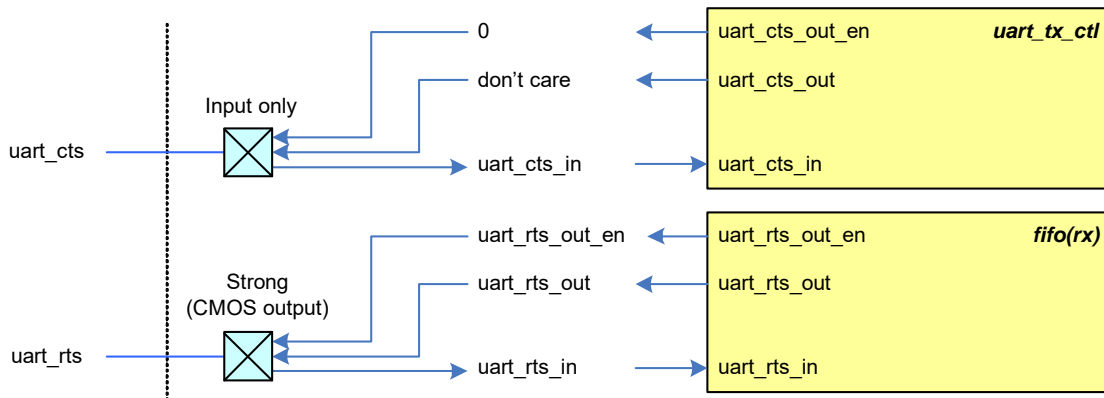 0 uart_cts_out_en uart_tx_ctl
don't care uart_cts_out
Input only
uart_cts
uart_cts_in uart_cts_in
uart_rts_out_en uart_rts_out_en fifo(rx)
Strong
(CMOS output)
uart_rts_out uart_rts_out
uart_rts
uart_rts_in uart_rts_in